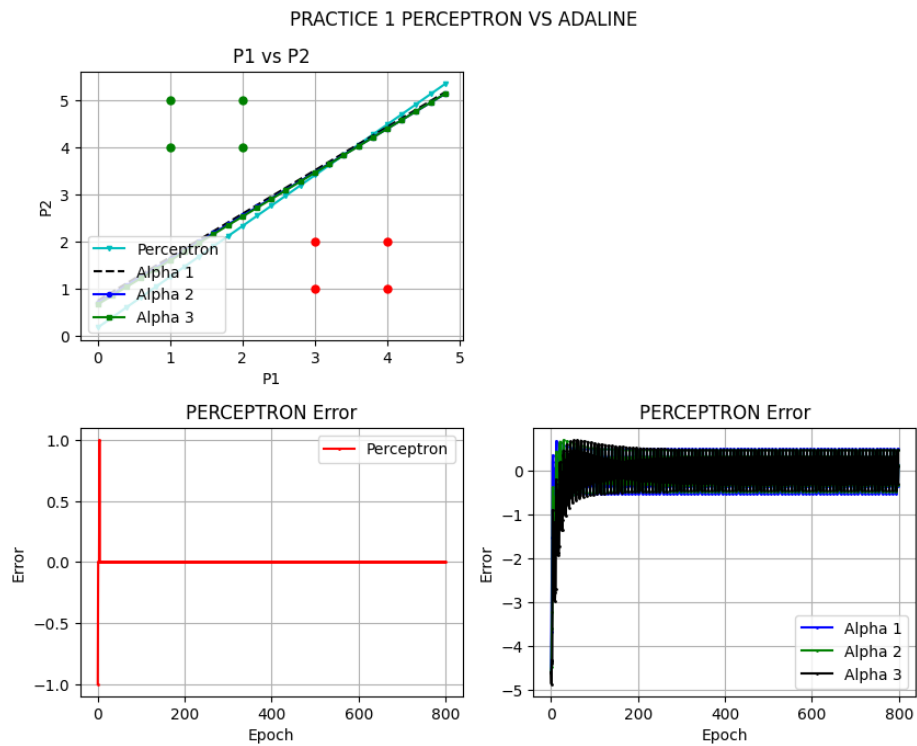 PRACTICE 1 PERCEPTRON VS ADALINE
P1 vs P2
5
4
3
2
1
0
P2
Perceptron
Alpha 1
Alpha 2
Alpha 3
0 1 2 3 4 5
P1
PERCEPTRON Error
1.0
0.5
0.0
−0.5
−1.0
Error
Perceptron
0 200 400 600 800
Epoch
PERCEPTRON Error
0
−1
−2
−3
−4
−5
Error
Alpha 1
Alpha 2
Alpha 3
0 200 400 600 800
Epoch